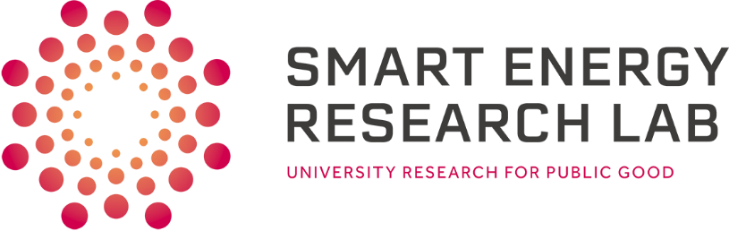 SMART ENERGY
RESEARCH LAB
UNIVERSITY RESEARCH FOR PUBLIC GOOD